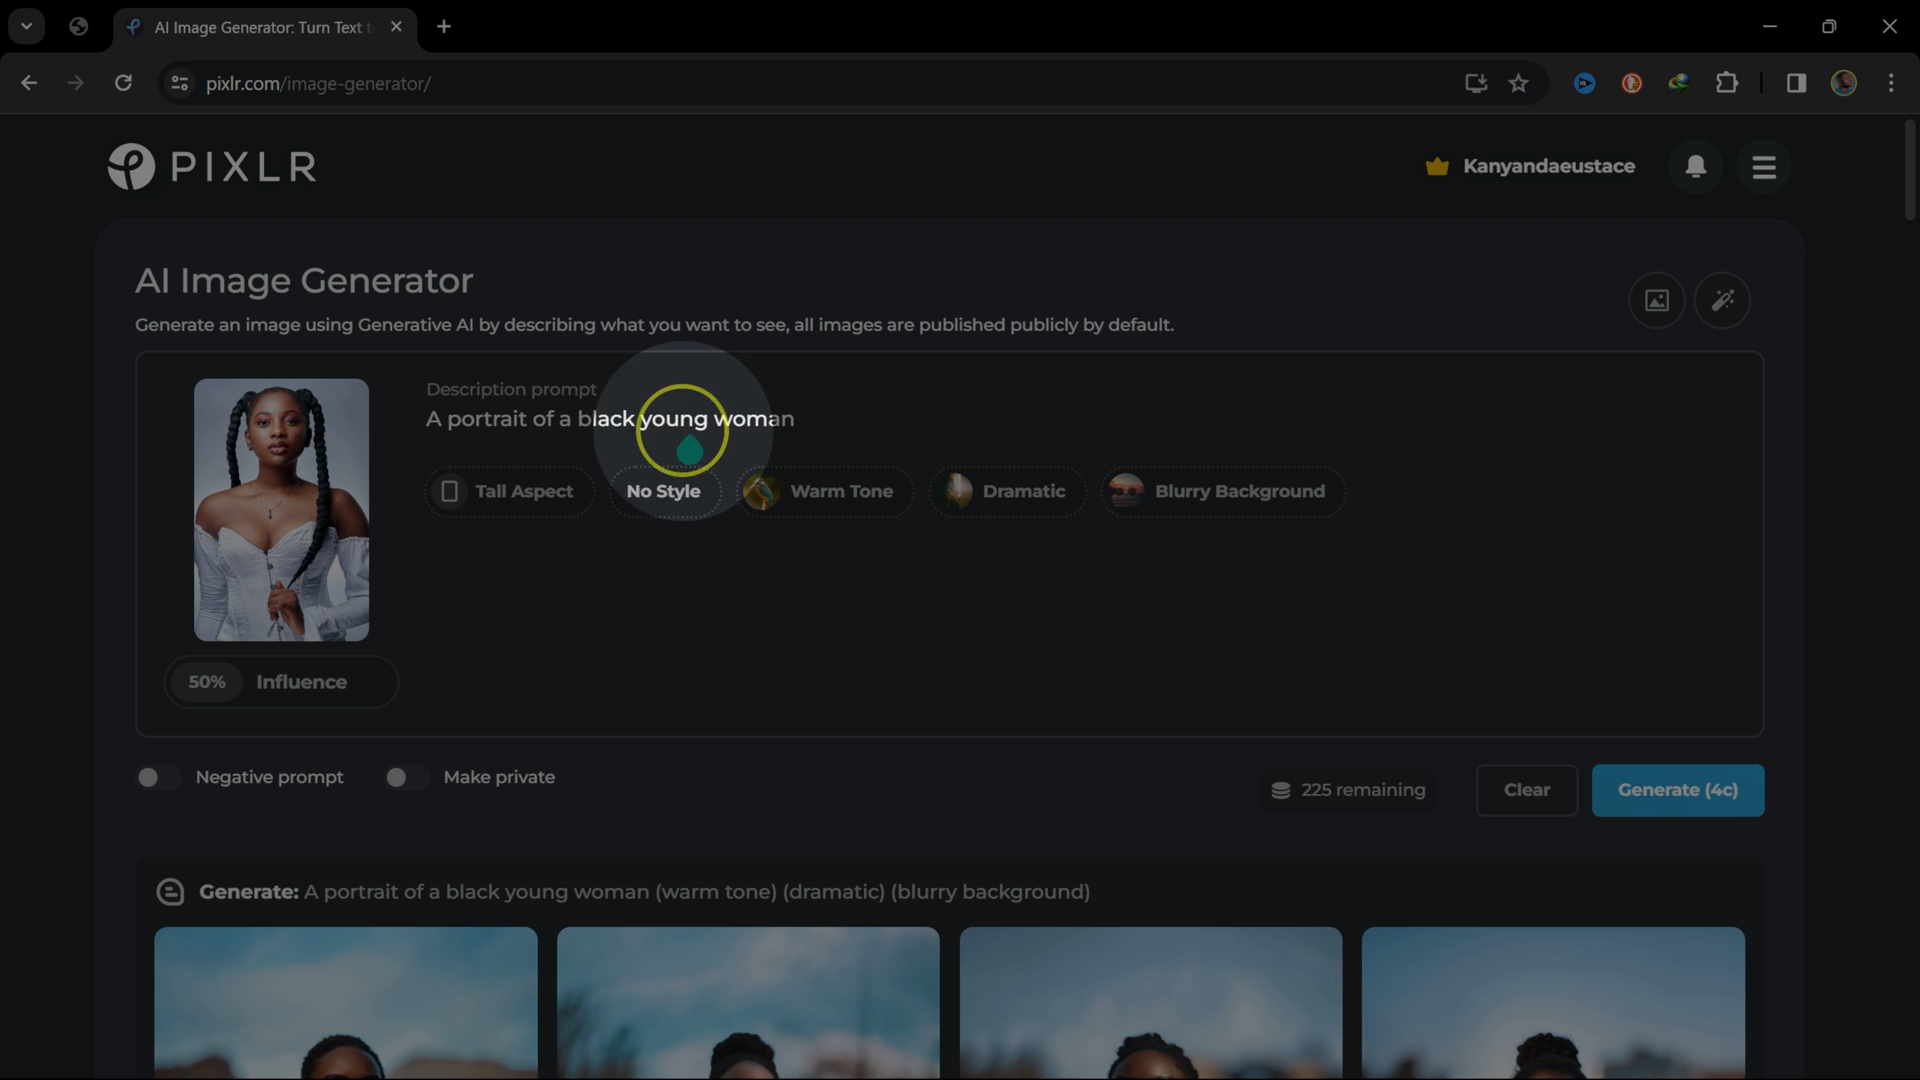 AI Image Generator: Turn Text t
pixlr.com/image-generator/
PIXLR
Kanyandaeustace
AI Image Generator
Generate an image using Generative AI by describing what you want to see, all images are published publicly by default.
Description prompt
A portrait of a black young woman
Tall Aspect
No Style
Warm Tone
Dramatic
Blurry Background
50% Influence
Negative prompt
Make private
225 remaining
Clear
Generate (4c)
Generate: A portrait of a black young woman (warm tone) (dramatic) (blurry background)